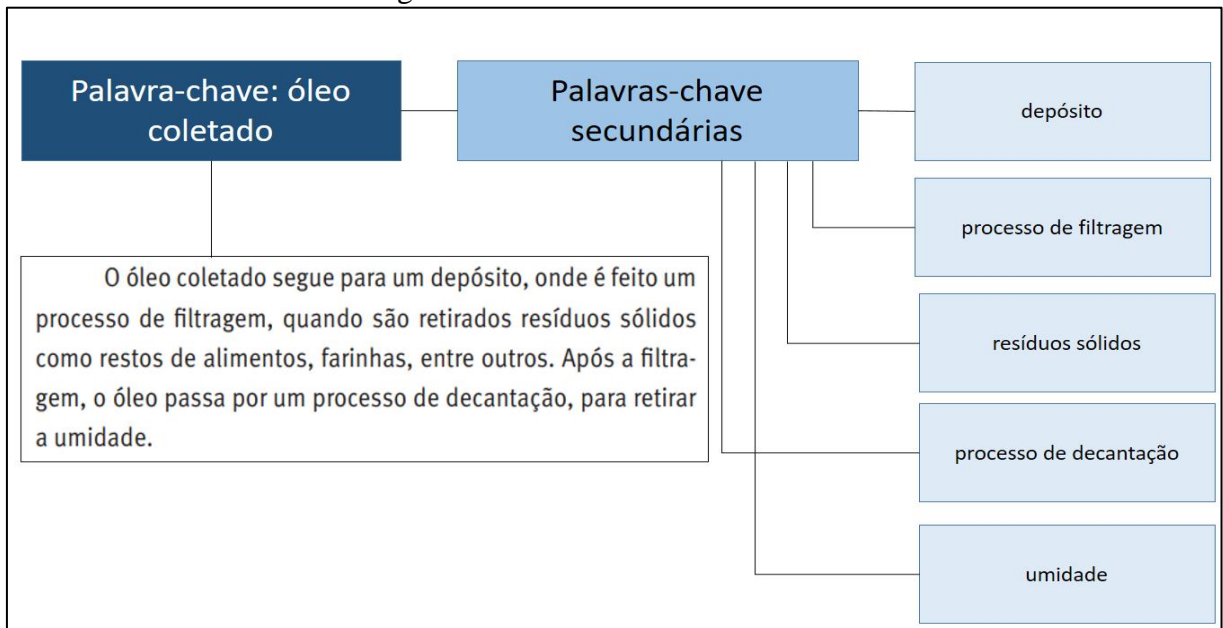 Palavra-chave: óleo
coletado
Palavras-chave
secundárias
depósito
processo de filtragem
O óleo coletado segue para um depósito, onde é feito um
processo de filtragem, quando são retirados resíduos sólidos
como restos de alimentos, farinhas, entre outros. Após a filtra-
gem, o óleo passa por um processo de decantação, para retirar
a umidade.
resíduos sólidos
processo de decantação
umidade